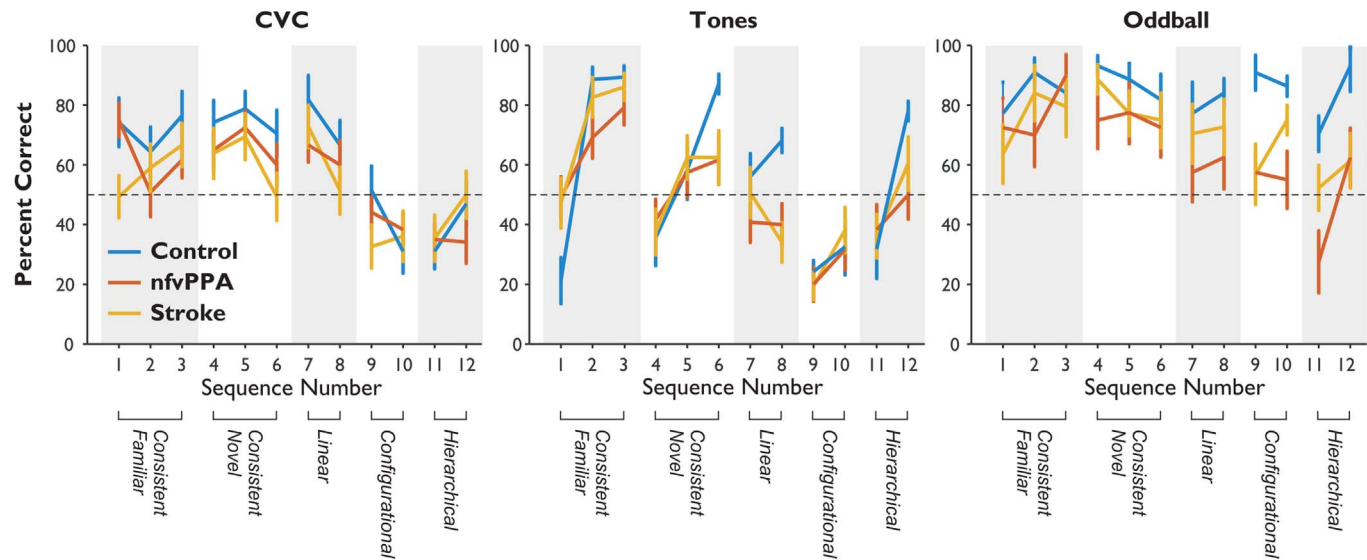 CVC
Tones
Oddball
Percent Correct
100
80
60
40
20
0
Control
nfvPPA
Stroke
1 2 3 4 5 6 7 8 9 10 11 12
Sequence Number
Consistent
Familiar
Consistent
Novel
Linear
Configurational
Hierarchical
100
80
60
40
20
0
1 2 3 4 5 6 7 8 9 10 11 12
Sequence Number
Consistent
Familiar
Consistent
Novel
Linear
Configurational
Hierarchical
100
80
60
40
20
0
1 2 3 4 5 6 7 8 9 10 11 12
Sequence Number
Consistent
Familiar
Consistent
Novel
Linear
Configurational
Hierarchical